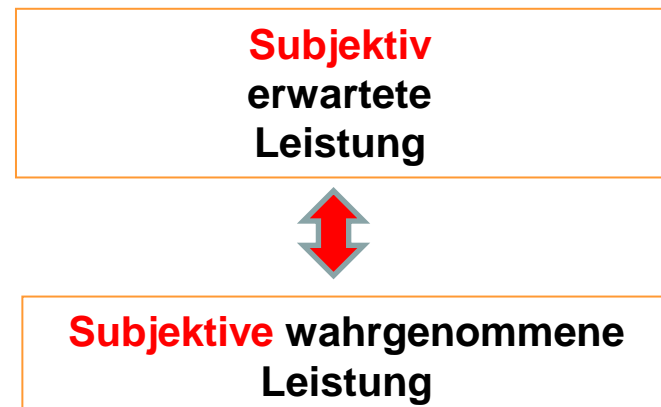 Subjektiv
erwartete
Leistung
Subjektive wahrgenommene
Leistung